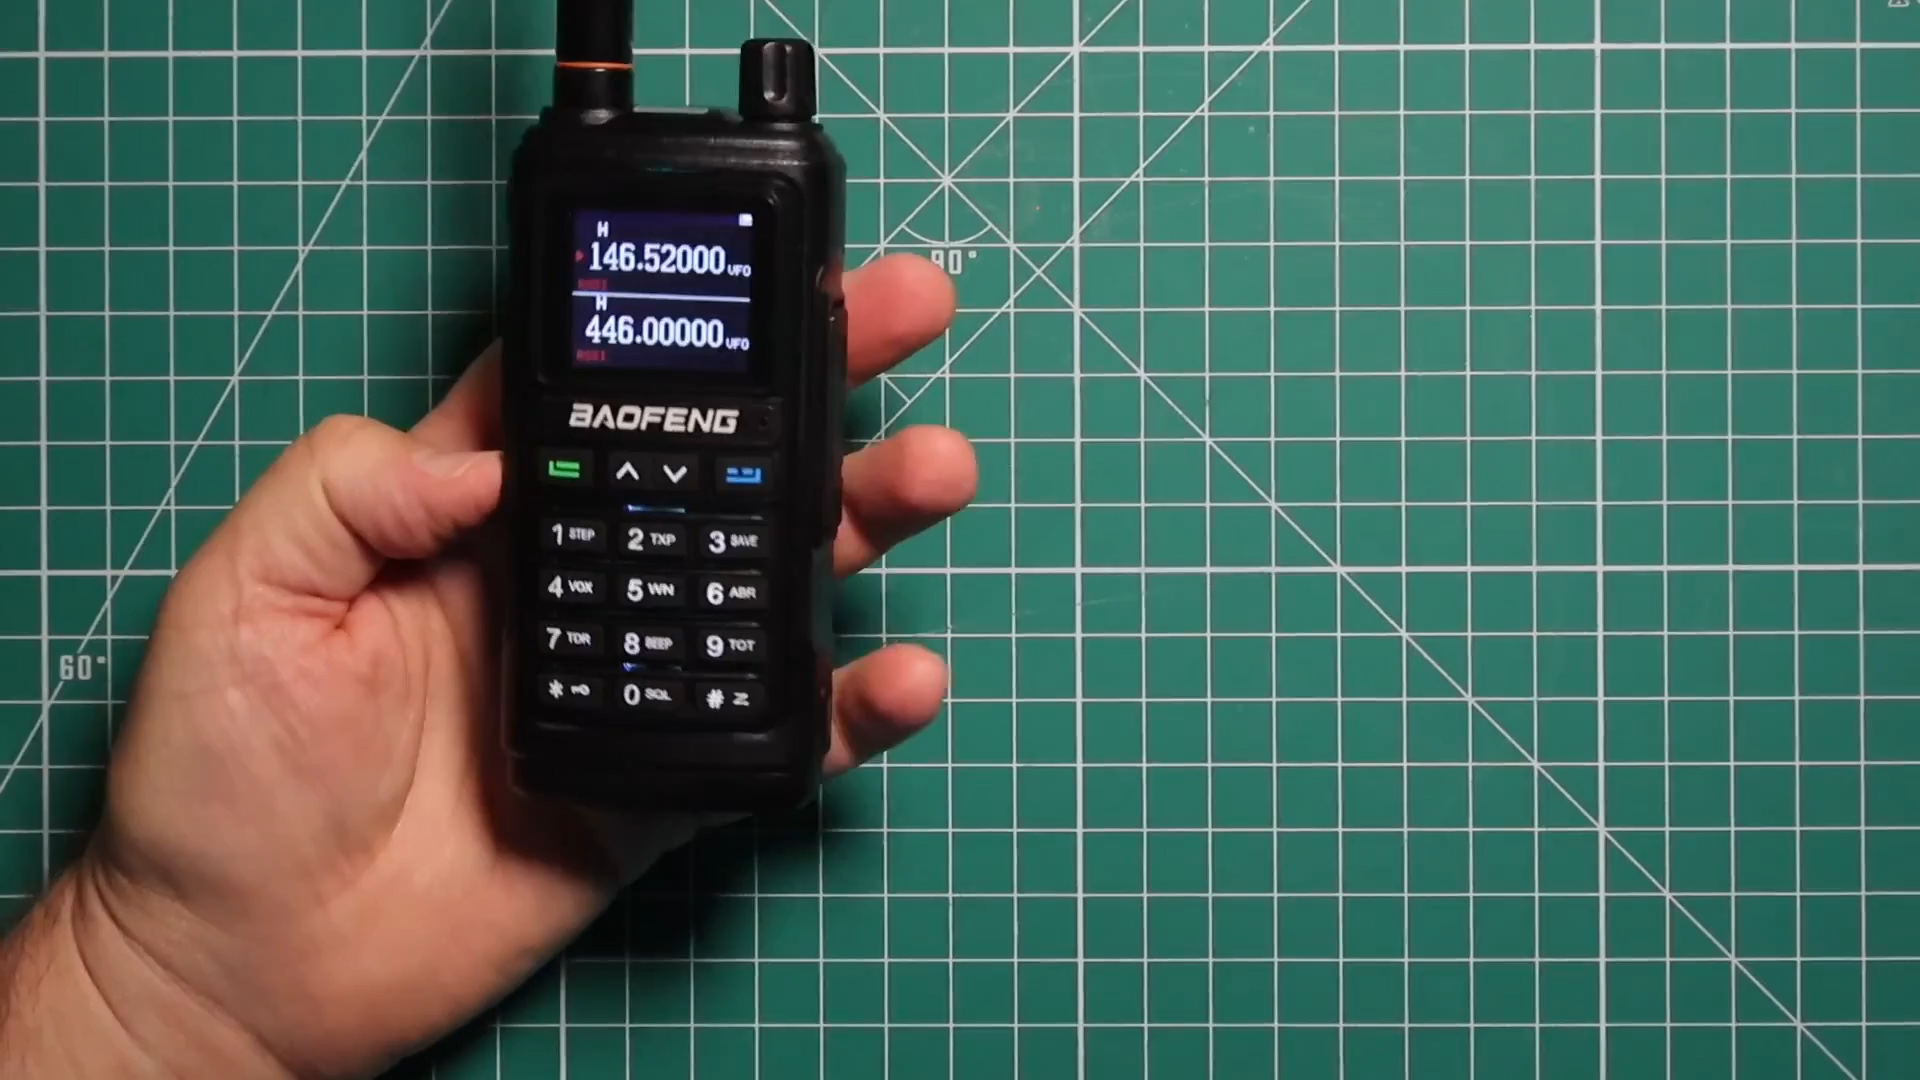 H
146.52000 VFO
H
446.00000 VFO
BAOFENG
1 STEP 2 TXP 3 SAVE
4 VOX 5 WN 6 ABR
7 TDR 8 BEEP 9 TOT
* 0 SQL #
90°
60°